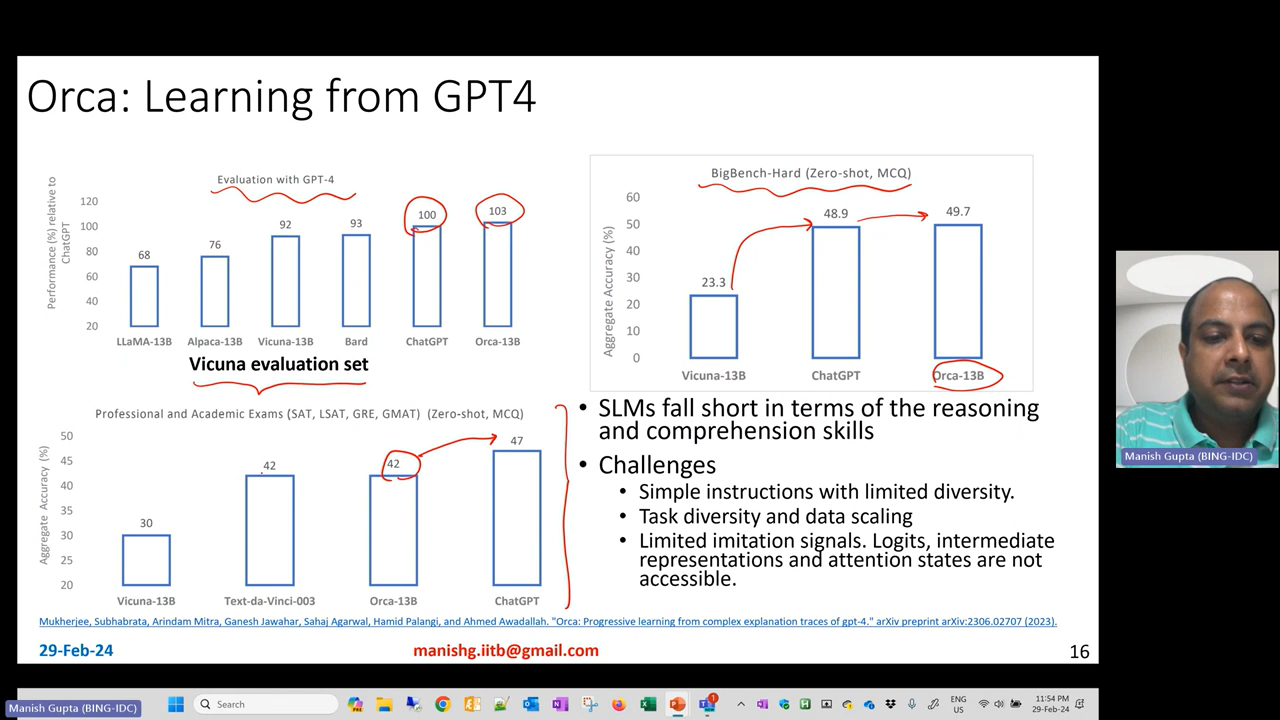 Orca: Learning from GPT4
Evaluation with GPT-4
Performance (%) relative to
ChatGPT
120
100
80
60
40
20
68
76
92
93
100
103
LLaMA-13B
Alpaca-13B
Vicuna-13B
Bard
ChatGPT
Orca-13B
Vicuna evaluation set
Professional and Academic Exams (SAT, LSAT, GRE, GMAT) (Zero-shot, MCQ)
Aggregate Accuracy (%)
50
45
40
35
30
25
20
30
42
42
47
Vicuna-13B
Text-da-Vinci-003
Orca-13B
ChatGPT
BigBench-Hard (Zero-shot, MCQ)
Aggregate Accuracy (%)
60
50
40
30
20
10
0
23.3
48.9
49.7
Vicuna-13B
ChatGPT
Orca-13B
• SLMs fall short in terms of the reasoning
and comprehension skills
• Challenges
• Simple instructions with limited diversity.
• Task diversity and data scaling
• Limited imitation signals. Logits, intermediate
representations and attention states are not
accessible.
Mukherjee, Subhabrata, Arindam Mitra, Ganesh Jawahar, Sahaj Agarwal, Hamid Palangi, and Ahmed Awadallah. "Orca: Progressive learning from complex explanation traces of gpt-4." arXiv preprint arXiv:2306.02707 (2023).
29-Feb-24
manishg.iitb@gmail.com
16
Manish Gupta (BING-IDC)
Manish Gupta (BING-IDC)
Search
1
ENG
US
11:54 PM
29-Feb-24